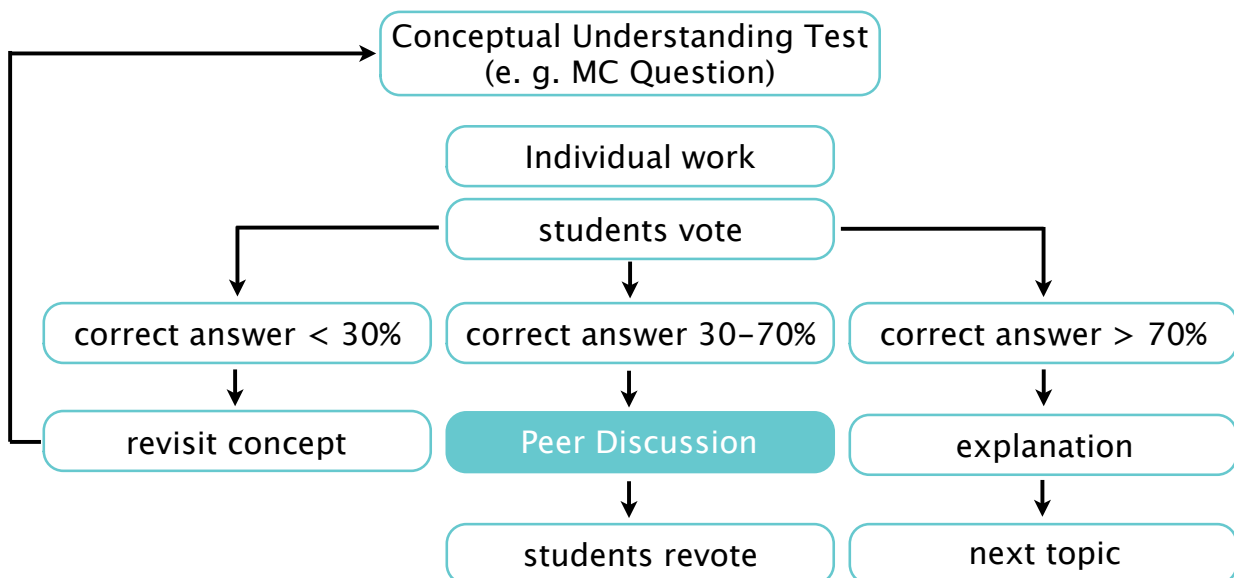 Conceptual Understanding Test
(e. g. MC Question)
Individual work
students vote
correct answer < 30%
correct answer 30–70%
correct answer > 70%
revisit concept
Peer Discussion
explanation
students revote
next topic